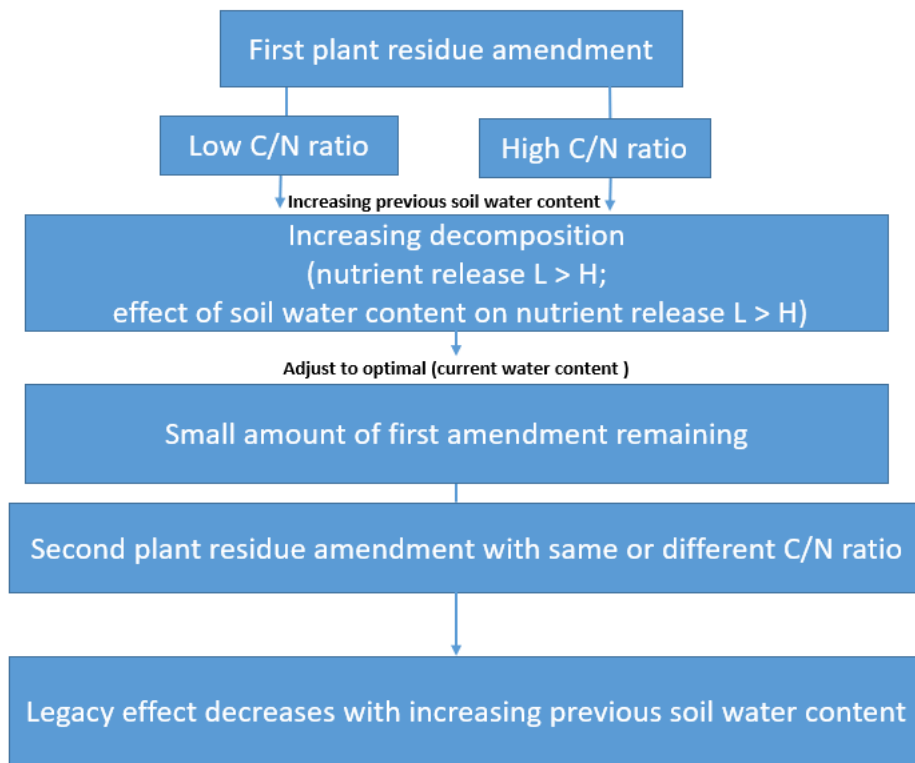 First plant residue amendment
Low C/N ratio
High C/N ratio
Increasing previous soil water content
Increasing decomposition
(nutrient release L > H;
effect of soil water content on nutrient release L > H)
Adjust to optimal (current water content )
Small amount of first amendment remaining
Second plant residue amendment with same or different C/N ratio
Legacy effect decreases with increasing previous soil water content